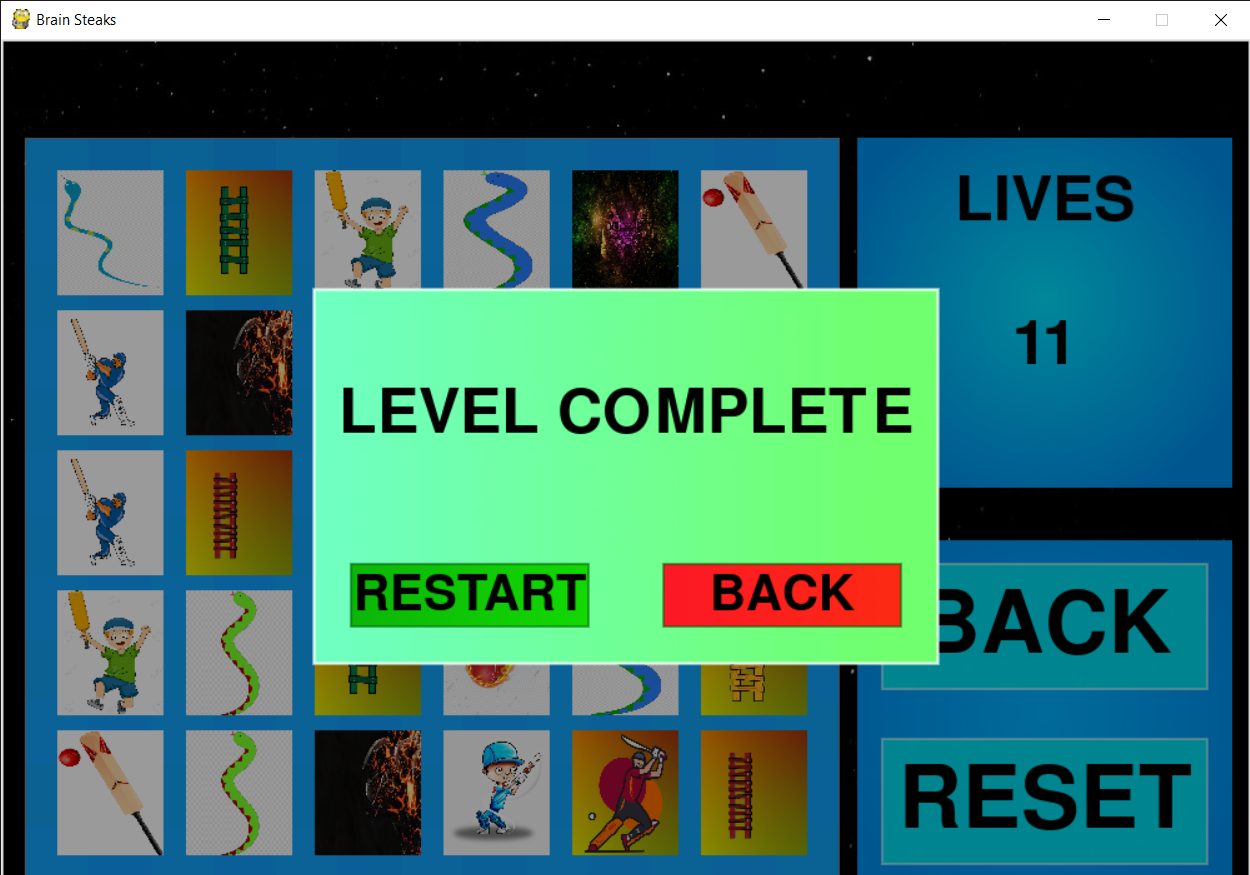 Brain Steaks
LIVES
11
LEVEL COMPLETE
RESTART
BACK
BACK
RESET